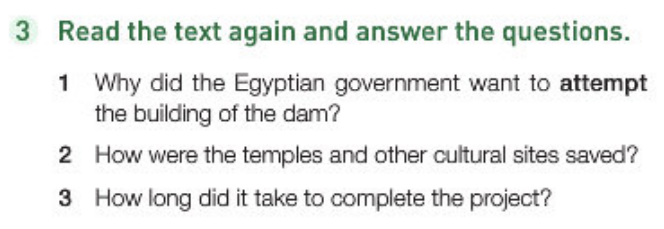 3 Read the text again and answer the questions.
1 Why did the Egyptian government want to attempt
the building of the dam?
2 How were the temples and other cultural sites saved?
3 How long did it take to complete the project?